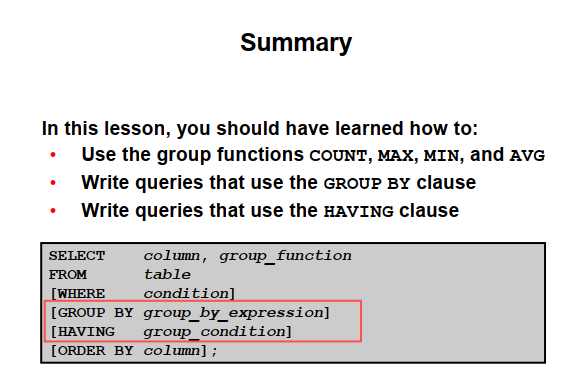 Summary
In this lesson, you should have learned how to:
• Use the group functions COUNT, MAX, MIN, and AVG
• Write queries that use the GROUP BY clause
• Write queries that use the HAVING clause
SELECT column, group_function
FROM table
[WHERE condition]
[GROUP BY group_by_expression]
[HAVING group_condition]
[ORDER BY column];